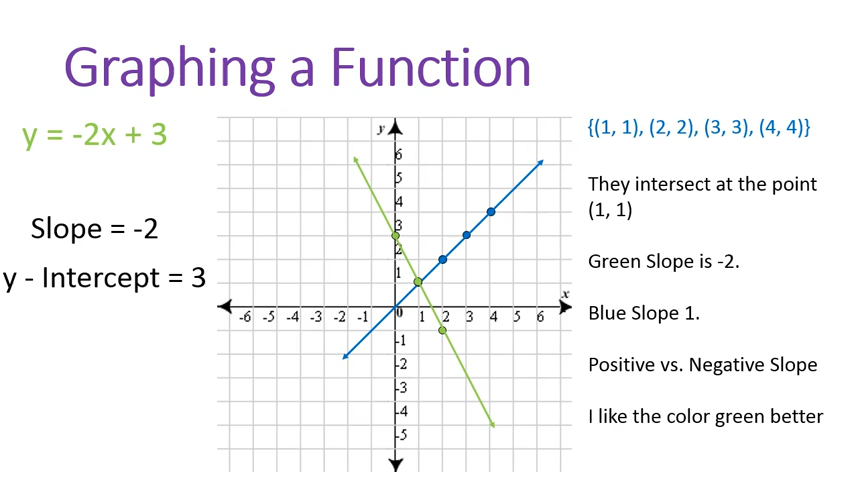 Graphing a Function
y = -2x + 3
Slope = -2
y - Intercept = 3
y
6
5
4
3
2
1
x
-6 -5 -4 -3 -2 -1 0 1 2 3 4 5 6
-1
-2
-3
-4
-5
{(1, 1), (2, 2), (3, 3), (4, 4)}
They intersect at the point
(1, 1)
Green Slope is -2.
Blue Slope 1.
Positive vs. Negative Slope
I like the color green better